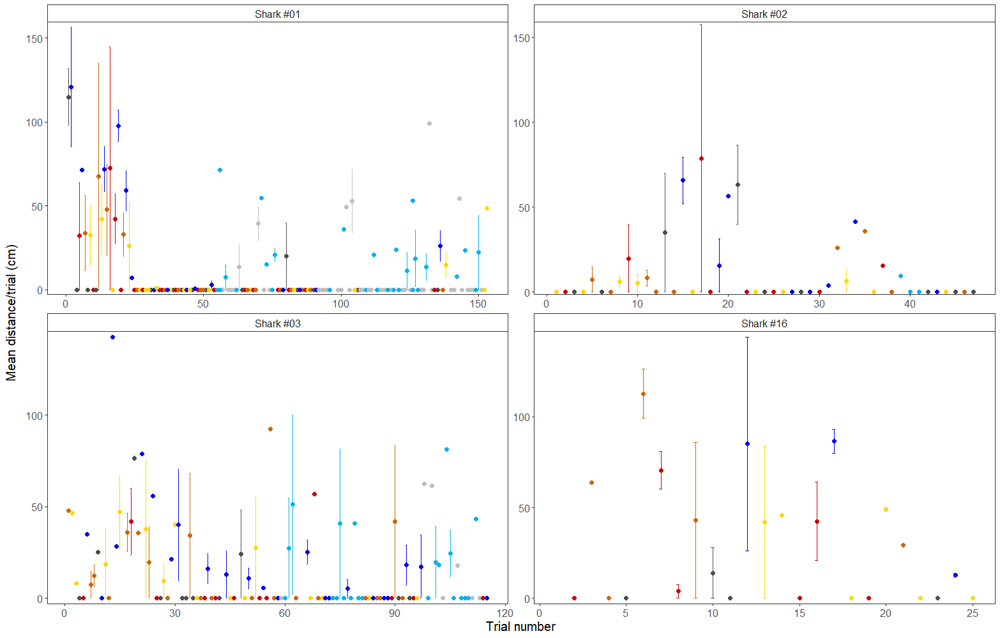 Shark #01
Shark #02
150
100
50
0
150
100
50
0
0 50 100 150
0 10 20 30 40
Shark #03
Shark #16
Mean distance/trial (cm)
100
50
0
100
50
0
0 30 60 90 120
0 5 10 15 20 25
Trial number